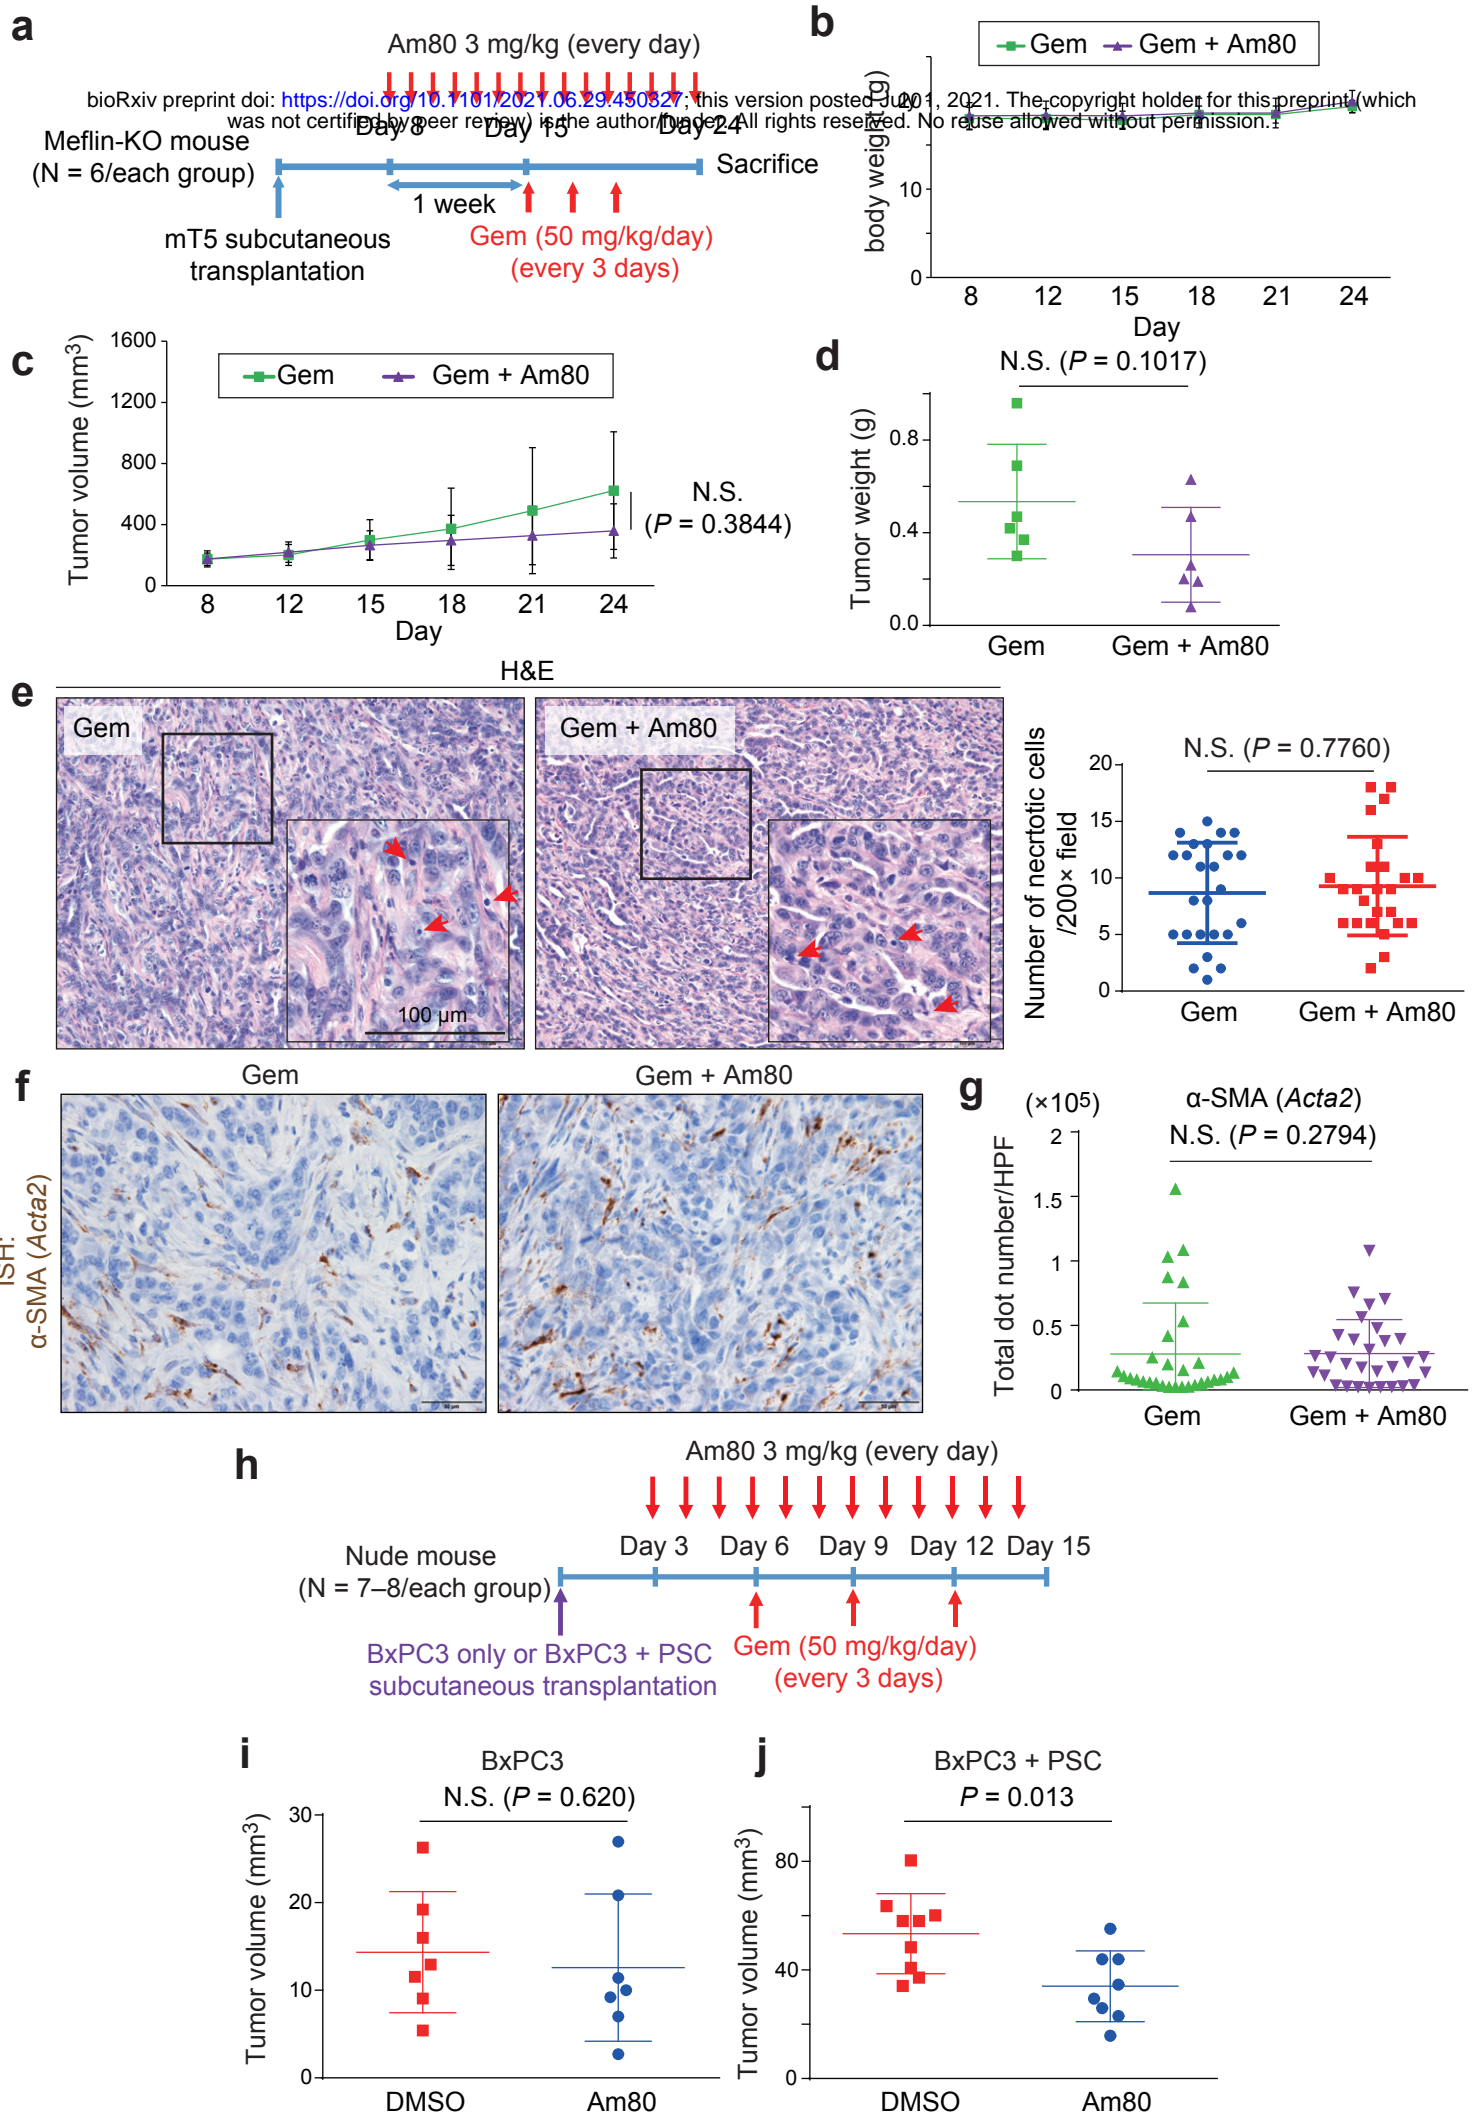 a
Am80 3 mg/kg (every day)
bioRxiv preprint doi: https://doi.org/10.1101/2021.06.29.450327; this version posted July 1, 2021. The copyright holder for this preprint (which
was not certified by peer review) is the author/funder. All rights reserved. No reuse allowed without permission.
Day 8 Day 15 Day 24
Meflin-KO mouse
(N = 6/each group)
Sacrifice
1 week
mT5 subcutaneous
transplantation
Gem (50 mg/kg/day)
(every 3 days)
b
Gem Gem + Am80
body weight (g)
20
10
0
8 12 15 18 21 24
Day
c
Tumor volume (mm3)
1600
1200
800
400
0
Gem Gem + Am80
N.S.
(P = 0.3844)
8 12 15 18 21 24
Day
d
N.S. (P = 0.1017)
Tumor weight (g)
0.8
0.4
0.0
Gem Gem + Am80
e
H&E
Gem
Gem + Am80
100 µm
Number of necrtotic cells
/200× field
N.S. (P = 0.7760)
20
15
10
5
0
Gem Gem + Am80
f
Gem Gem + Am80
ISH:
α-SMA (Acta2)
50 µm
50 µm
g
(×105)
α-SMA (Acta2)
N.S. (P = 0.2794)
Total dot number/HPF
2
1.5
1
0.5
0
Gem Gem + Am80
h
Am80 3 mg/kg (every day)
Day 3 Day 6 Day 9 Day 12 Day 15
Nude mouse
(N = 7–8/each group)
BxPC3 only or BxPC3 + PSC
subcutaneous transplantation
Gem (50 mg/kg/day)
(every 3 days)
i
BxPC3
N.S. (P = 0.620)
Tumor volume (mm3)
30
20
10
0
DMSO Am80
j
BxPC3 + PSC
P = 0.013
Tumor volume (mm3)
80
40
0
DMSO Am80